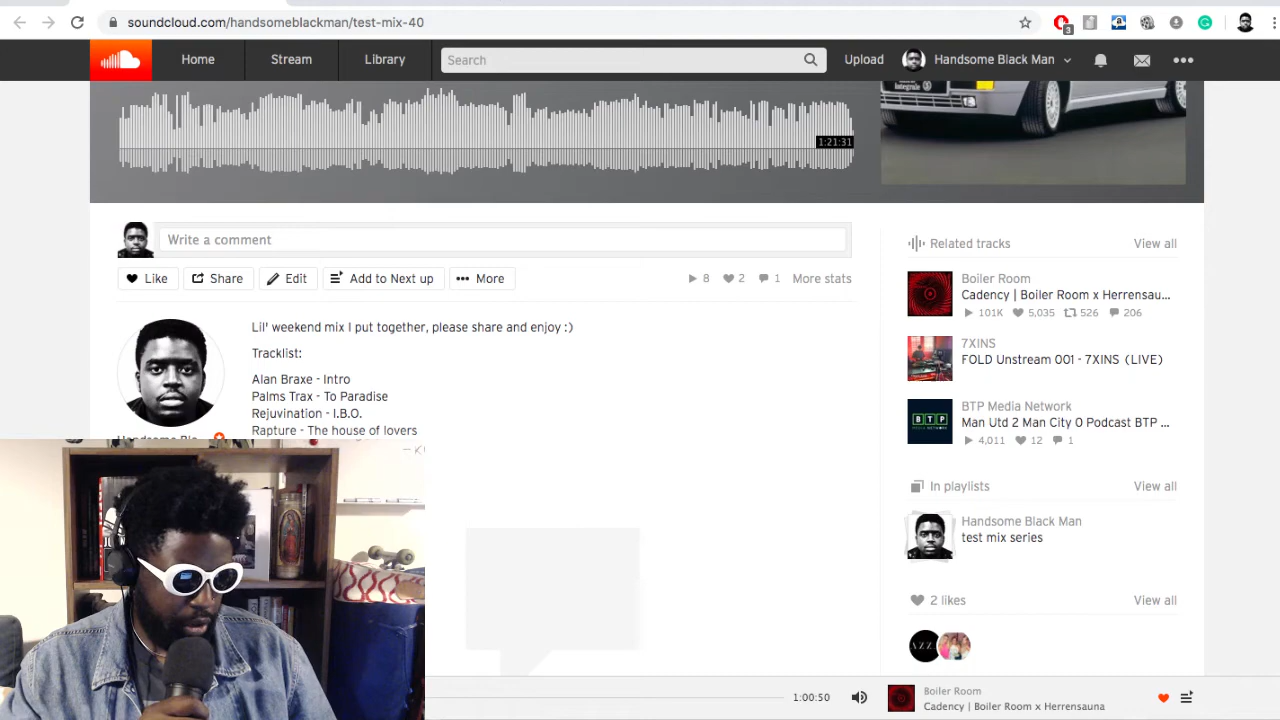 soundcloud.com/handsomeblackman/test-mix-40
3
Home
Stream
Library
Search
Upload
Handsome Black Man
Integrale
1:21:31
Write a comment
Like
Share
Edit
Add to Next up
More
8
2
1
More stats
Lil' weekend mix I put together, please share and enjoy :)
Tracklist:
Alan Braxe - Intro
Palms Trax - To Paradise
Rejuvination - I.B.O.
Rapture - The house of lovers
Related tracks
View all
Boiler Room
Cadency | Boiler Room x Herrensau...
101K
5,035
526
206
7XINS
FOLD Unstream 001 - 7XINS (LIVE)
BTP
MEDIA NETWORK
BTP Media Network
Man Utd 2 Man City 0 Podcast BTP ...
4,011
12
1
In playlists
View all
Handsome Black Man
test mix series
2 likes
View all
1:00:50
Boiler Room
Cadency | Boiler Room x Herrensauna